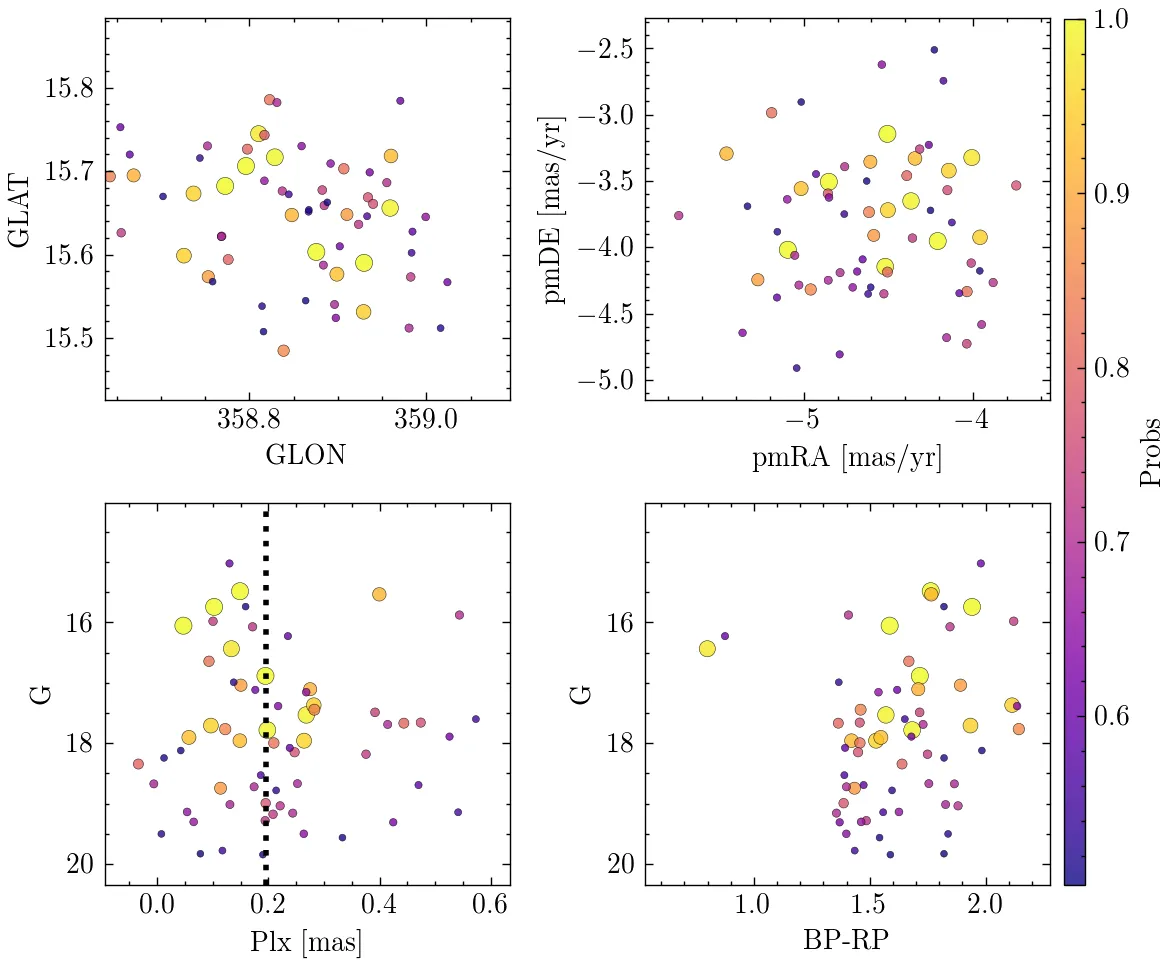 15.8
15.7
15.6
15.5
GLAT
358.8 359.0
GLON
−2.5
−3.0
−3.5
−4.0
−4.5
−5.0
pmDE [mas/yr]
−5 −4
pmRA [mas/yr]
1.0
0.9
0.8
0.7
0.6
Probs
16
18
20
G
0.0 0.2 0.4 0.6
Plx [mas]
16
18
20
G
1.0 1.5 2.0
BP-RP